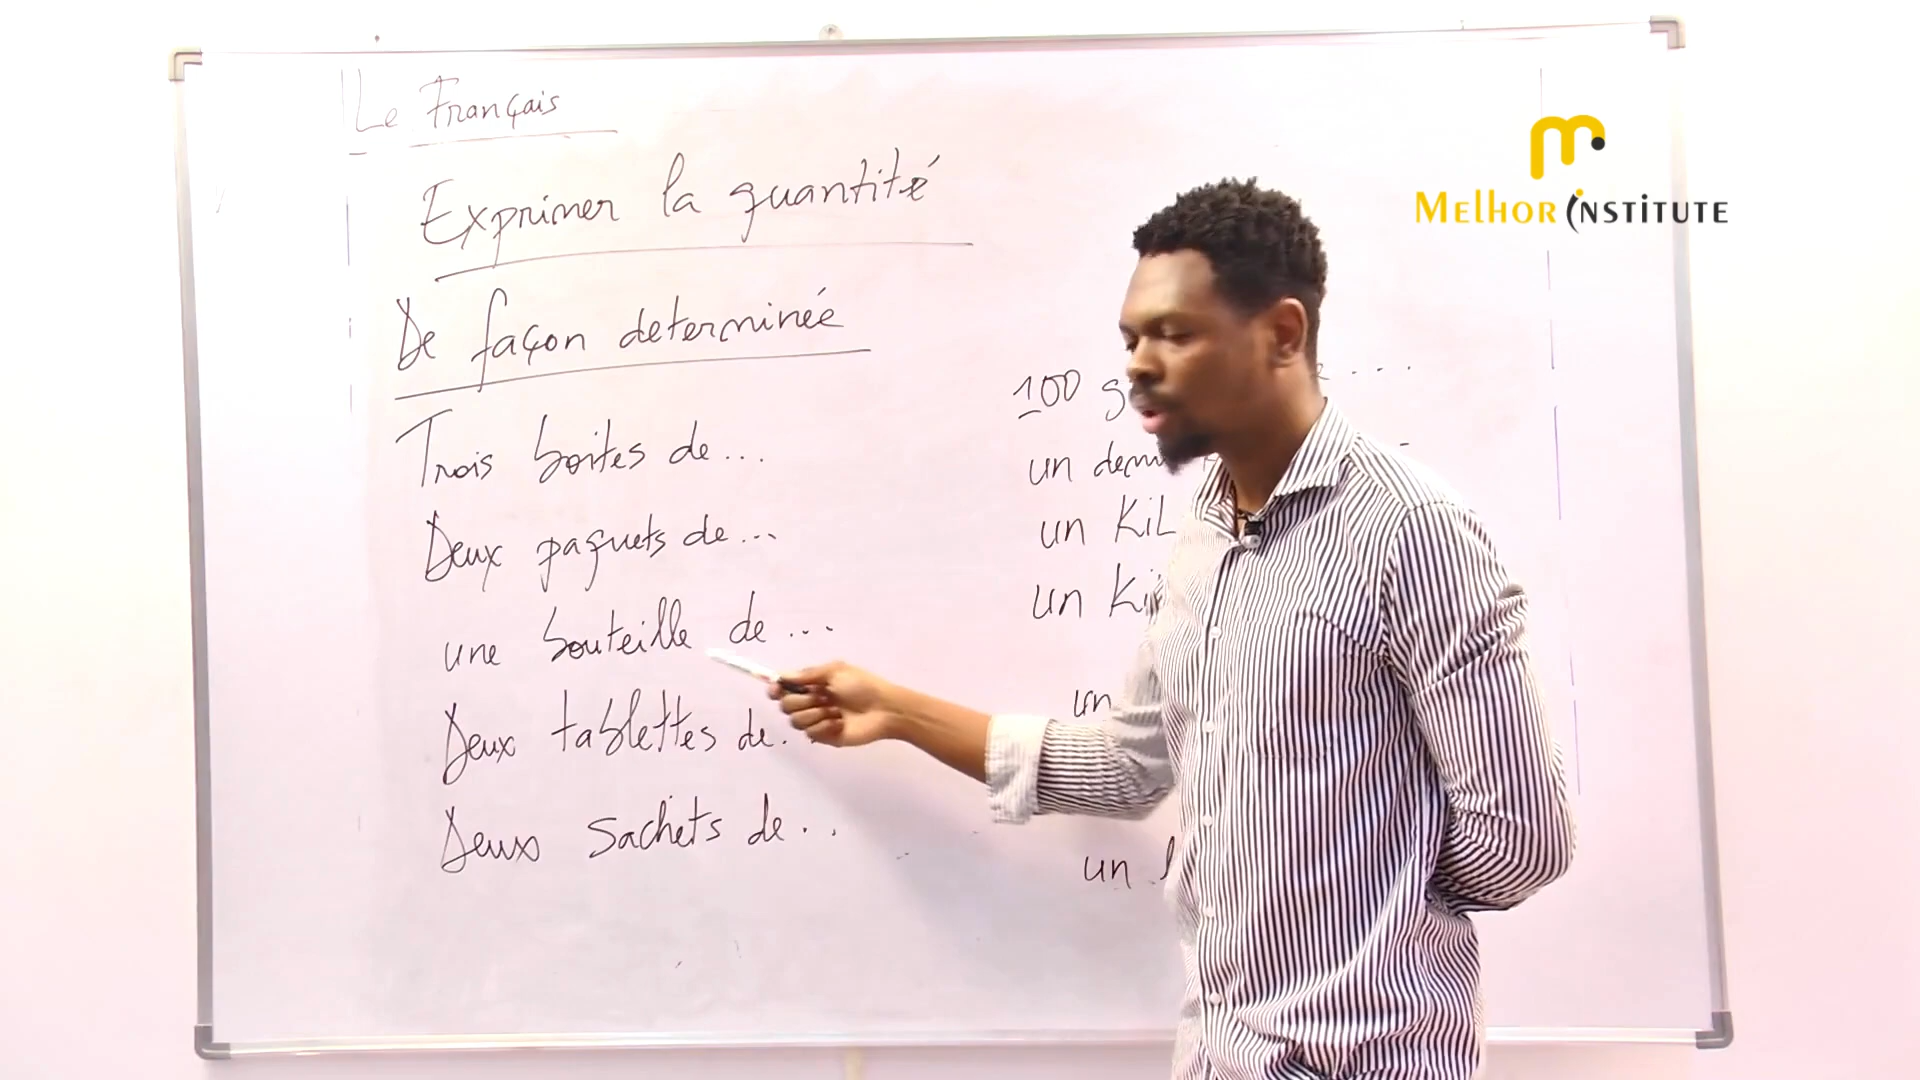 Le Français
Exprimer la quantité
De façon determinée
Trois boites de...
Deux paquets de...
une bouteille de...
Deux tablettes de..
Deux sachets de..
100
un
un
un
un
un
MELHOR INSTITUTE